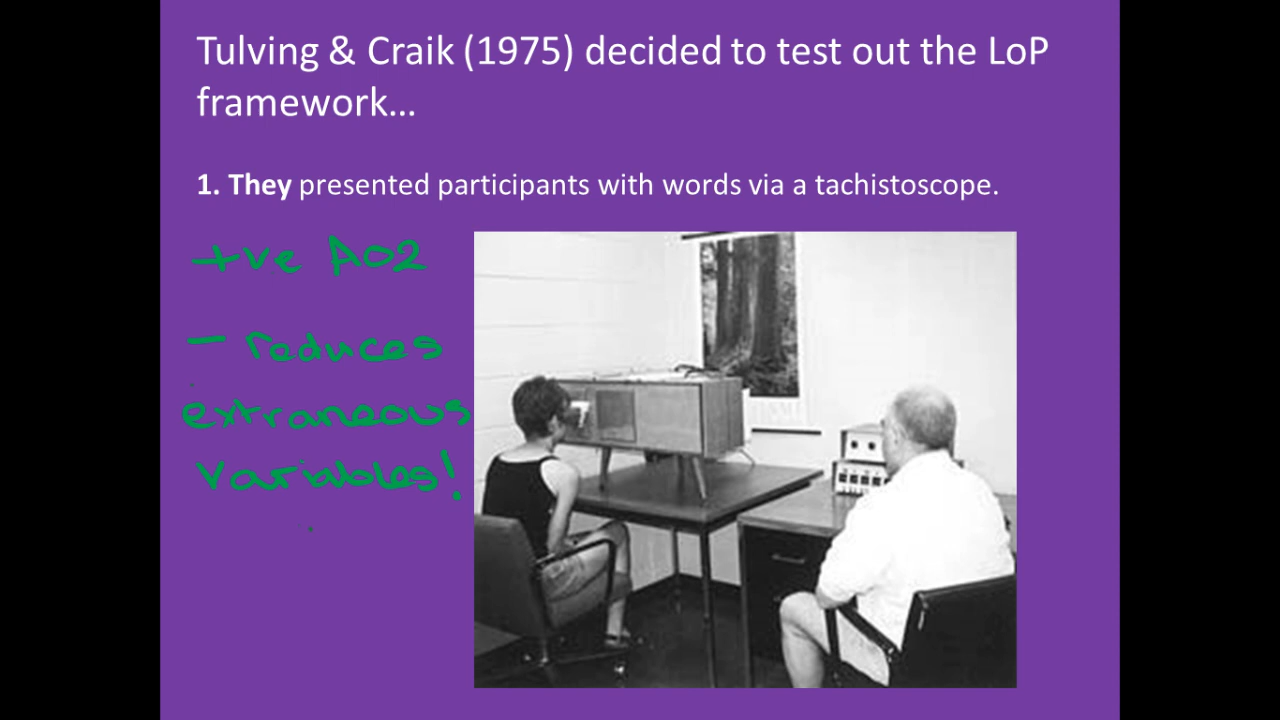 Tulving & Craik (1975) decided to test out the LoP
framework…
1. They presented participants with words via a tachistoscope.
+ve AO2
- reduces
extraneous
variables!